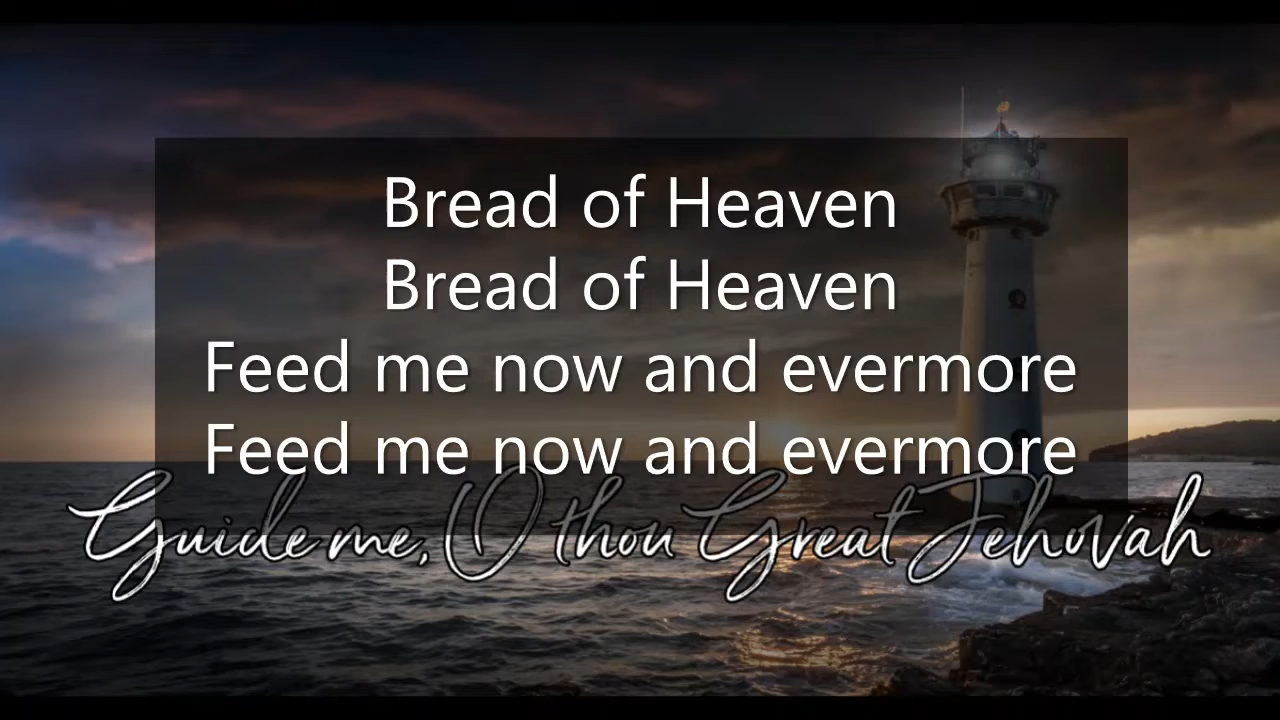 Bread of Heaven
Bread of Heaven
Feed me now and evermore
Feed me now and evermore
Guide me, O thou Great Jehovah